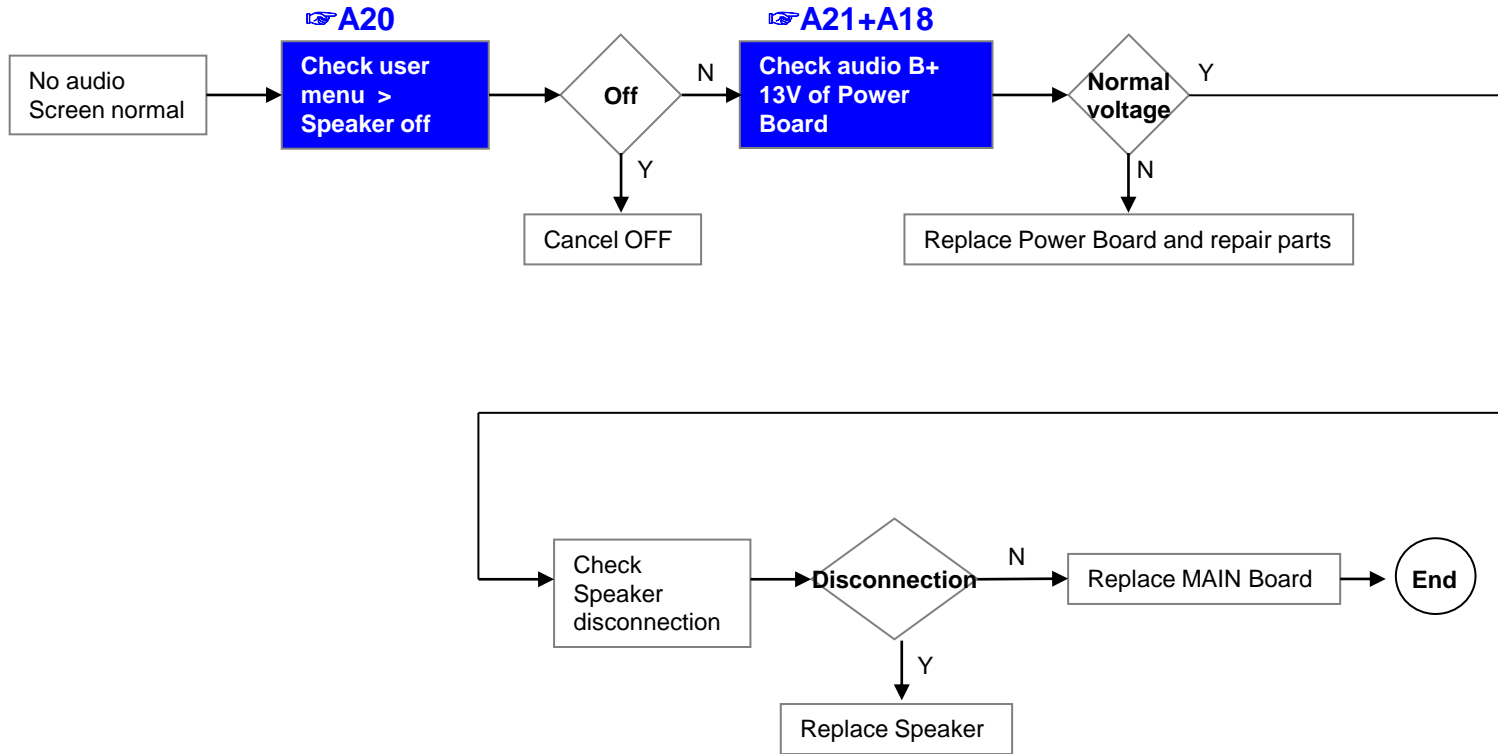 ☞A20
☞A21+A18
No audio
Screen normal
Check user
menu >
Speaker off
Off
N
Check audio B+
13V of Power
Board
Normal
voltage
Y
Y
N
Cancel OFF
Replace Power Board and repair parts
Check
Speaker
disconnection
Disconnection
N
Replace MAIN Board
End
Y
Replace Speaker